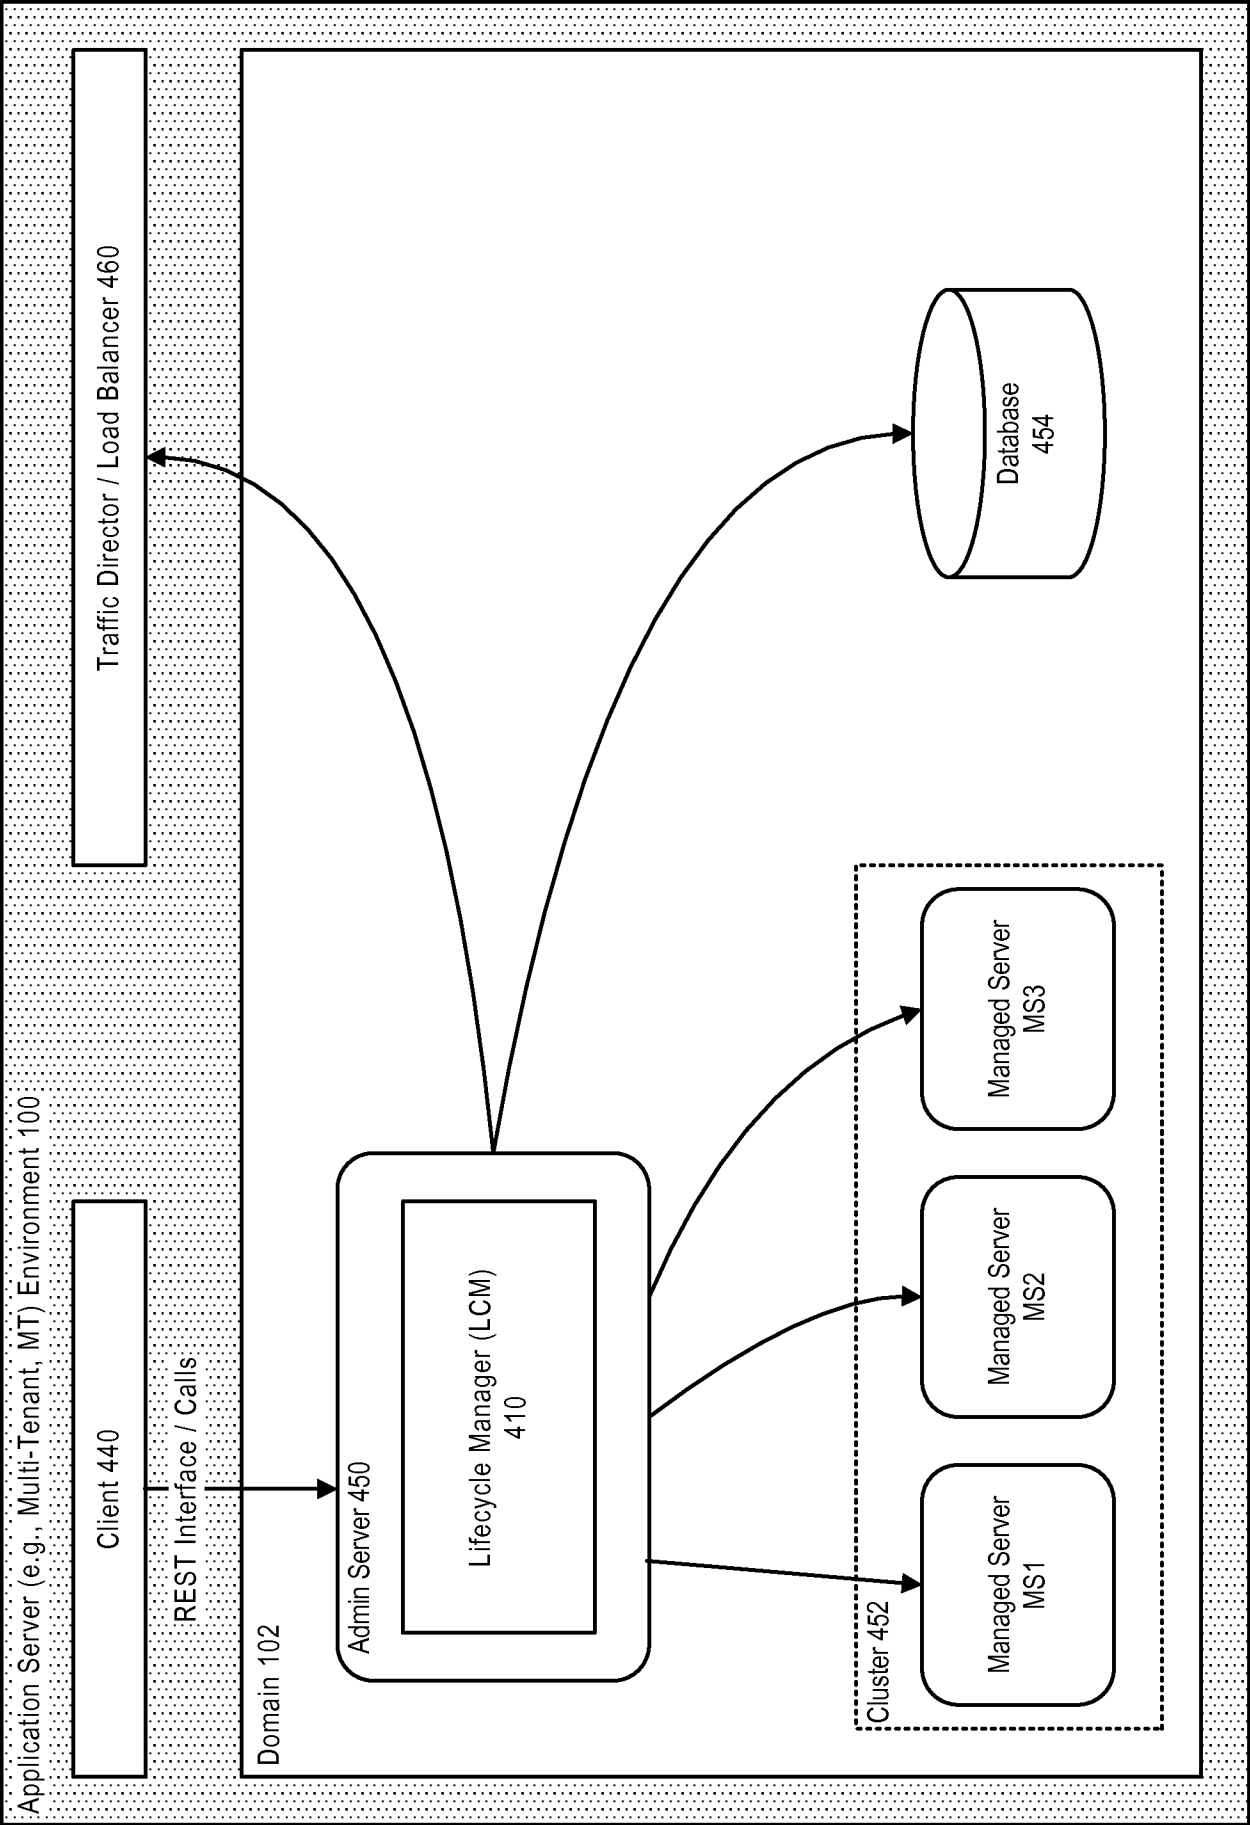 Application Server (e.g., Multi-Tenant, MT) Environment 100
Client 440
Traffic Director / Load Balancer 460
REST Interface / Calls
Domain 102
Admin Server 450
Lifecycle Manager (LCM)
410
Cluster 452
Managed Server
MS1
Managed Server
MS2
Managed Server
MS3
Database
454